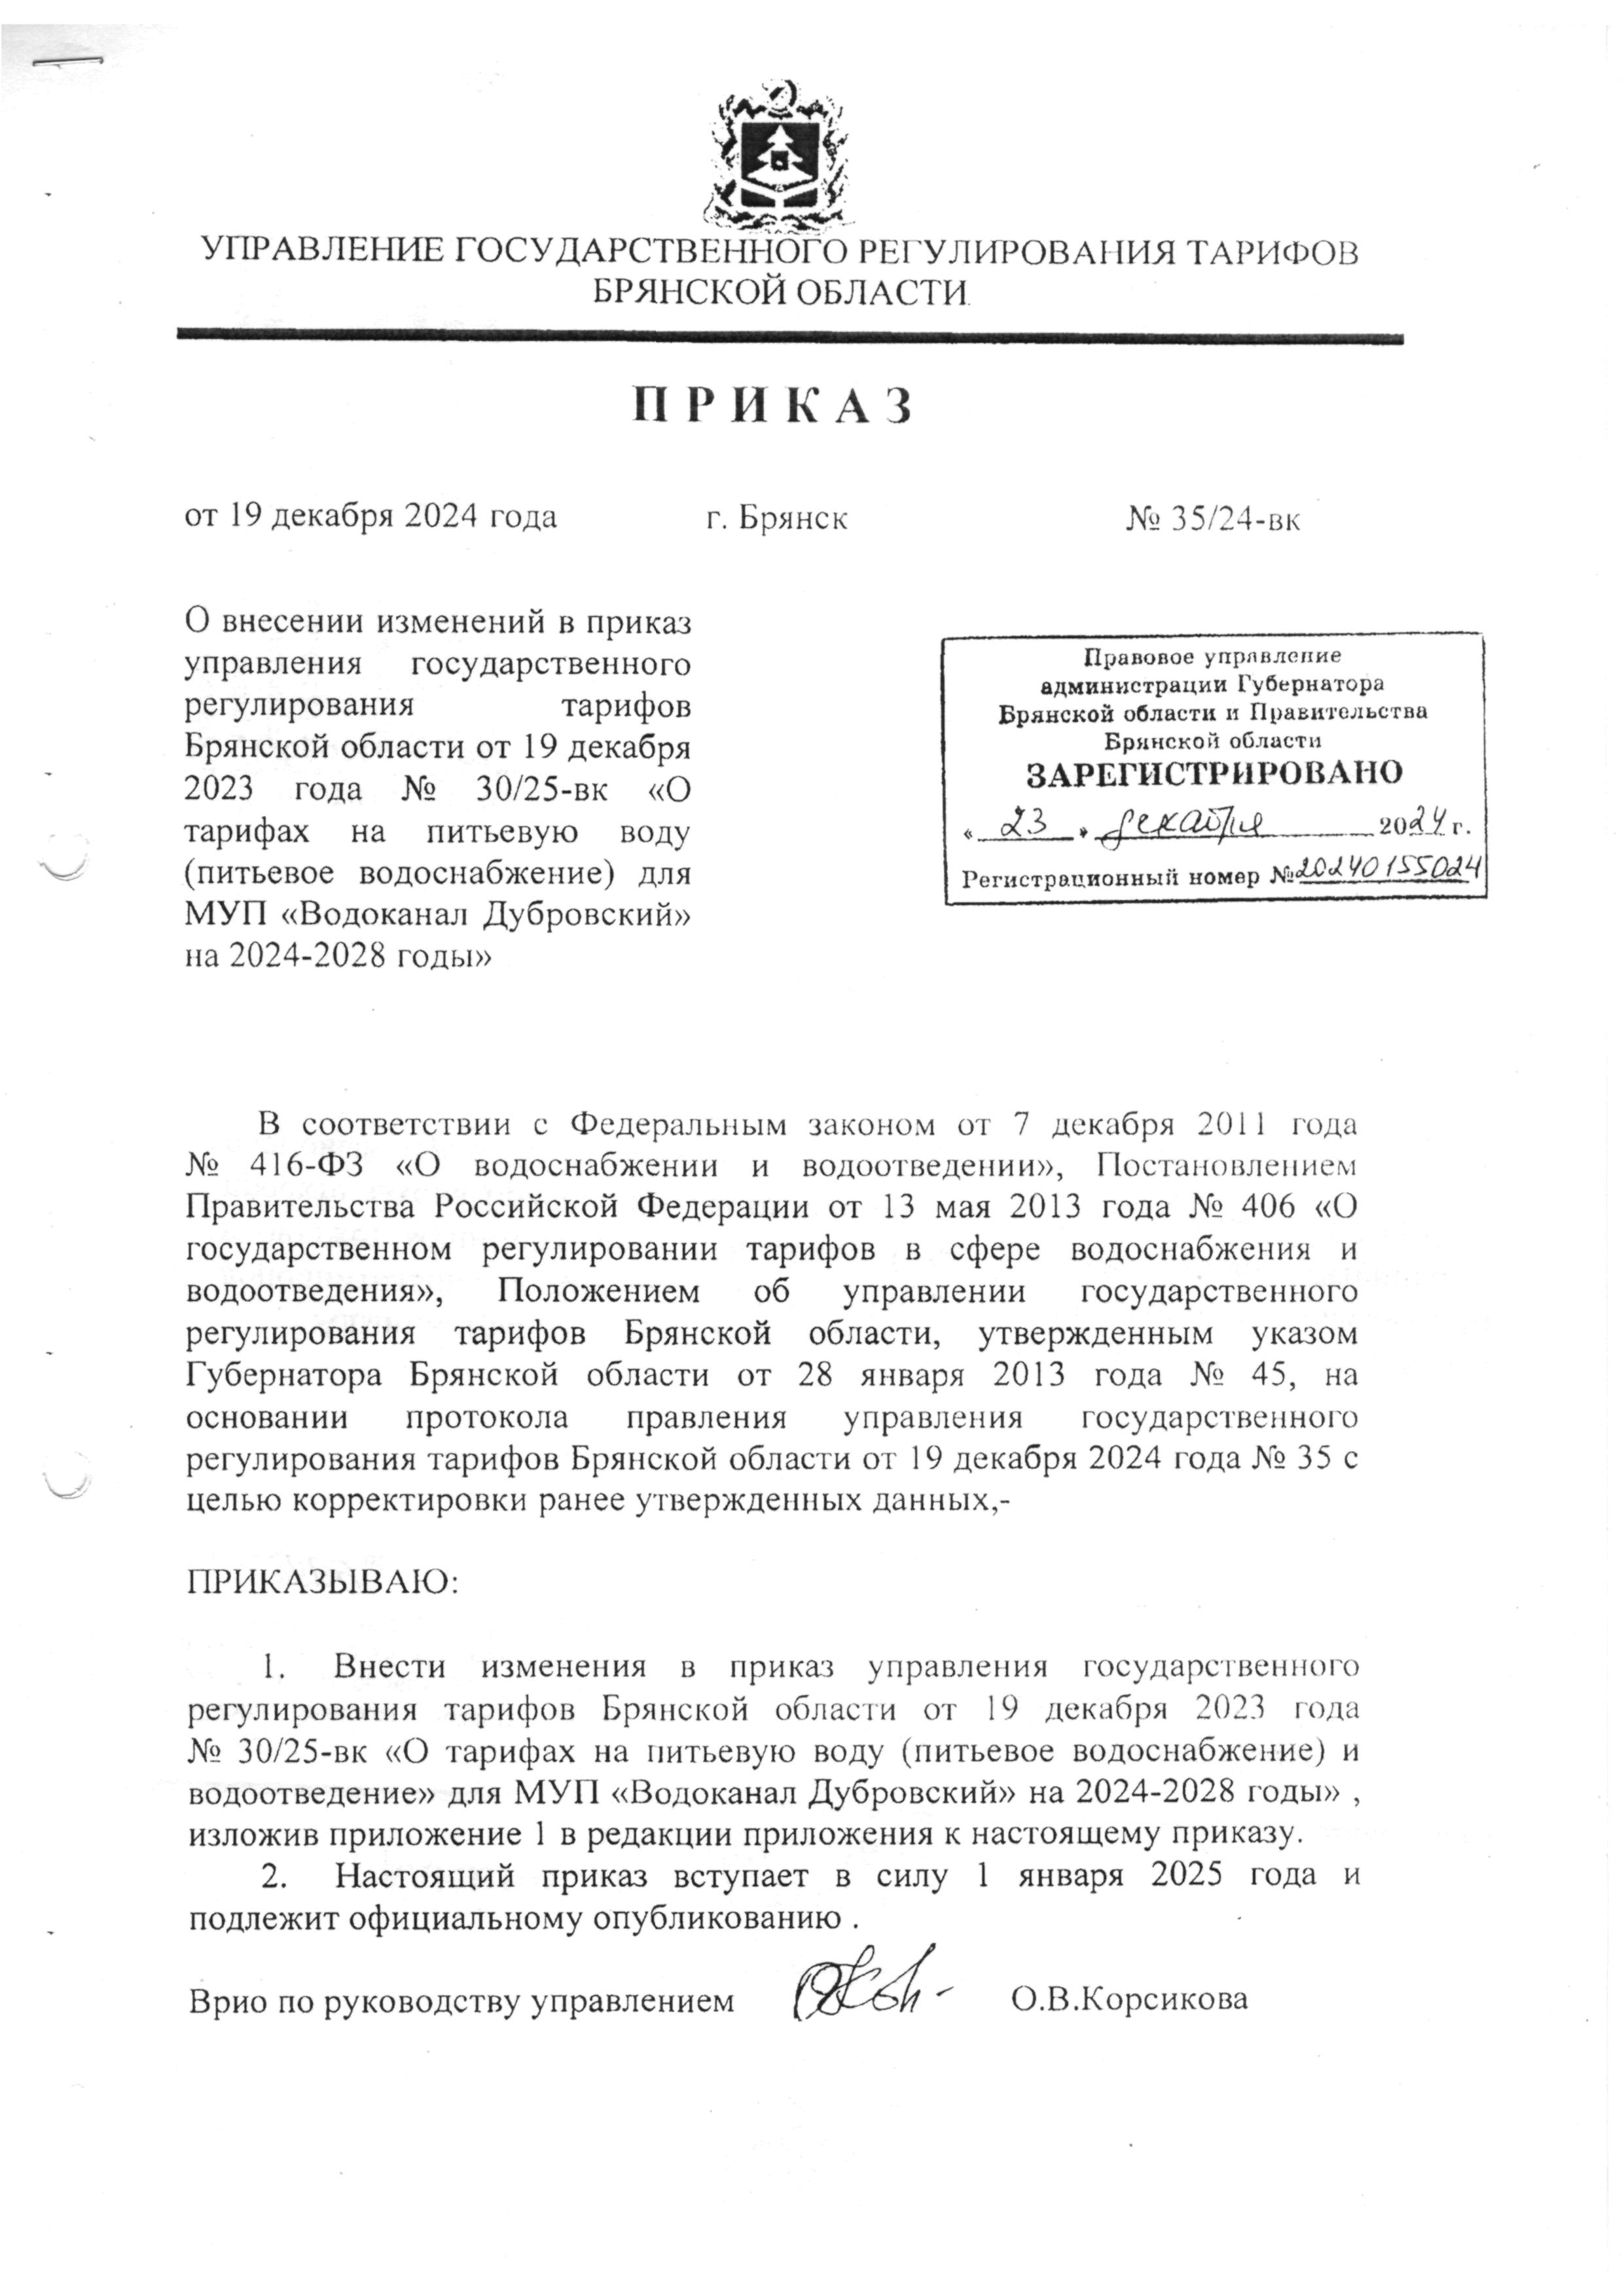 УПРАВЛЕНИЕ ГОСУДАРСТВЕННОГО РЕГУЛИРОВАНИЯ ТАРИФОВ
БРЯНСКОЙ ОБЛАСТИ
ПРИКАЗ
от 19 декабря 2024 года г. Брянск № 35/24-вк
О внесении изменений в приказ
управления государственного
регулирования тарифов
Брянской области от 19 декабря
2023 года № 30/25-вк «О
тарифах на питьевую воду
(питьевое водоснабжение) для
МУП «Водоканал Дубровский»
на 2024-2028 годы»
Правовое управление
администрации Губернатора
Брянской области и Правительства
Брянской области
ЗАРЕГИСТРИРОВАНО
« 23 » декабря 2024 г.
Регистрационный номер № 20240155024
В соответствии с Федеральным законом от 7 декабря 2011 года
№ 416-ФЗ «О водоснабжении и водоотведении», Постановлением
Правительства Российской Федерации от 13 мая 2013 года № 406 «О
государственном регулировании тарифов в сфере водоснабжения и
водоотведения», Положением об управлении государственного
регулирования тарифов Брянской области, утвержденным указом
Губернатора Брянской области от 28 января 2013 года № 45, на
основании протокола правления управления государственного
регулирования тарифов Брянской области от 19 декабря 2024 года № 35 с
целью корректировки ранее утвержденных данных,-
ПРИКАЗЫВАЮ:
1. Внести изменения в приказ управления государственного
регулирования тарифов Брянской области от 19 декабря 2023 года
№ 30/25-вк «О тарифах на питьевую воду (питьевое водоснабжение) и
водоотведение» для МУП «Водоканал Дубровский» на 2024-2028 годы» ,
изложив приложение 1 в редакции приложения к настоящему приказу.
2. Настоящий приказ вступает в силу 1 января 2025 года и
подлежит официальному опубликованию .
Врио по руководству управлением О.В.Корсикова